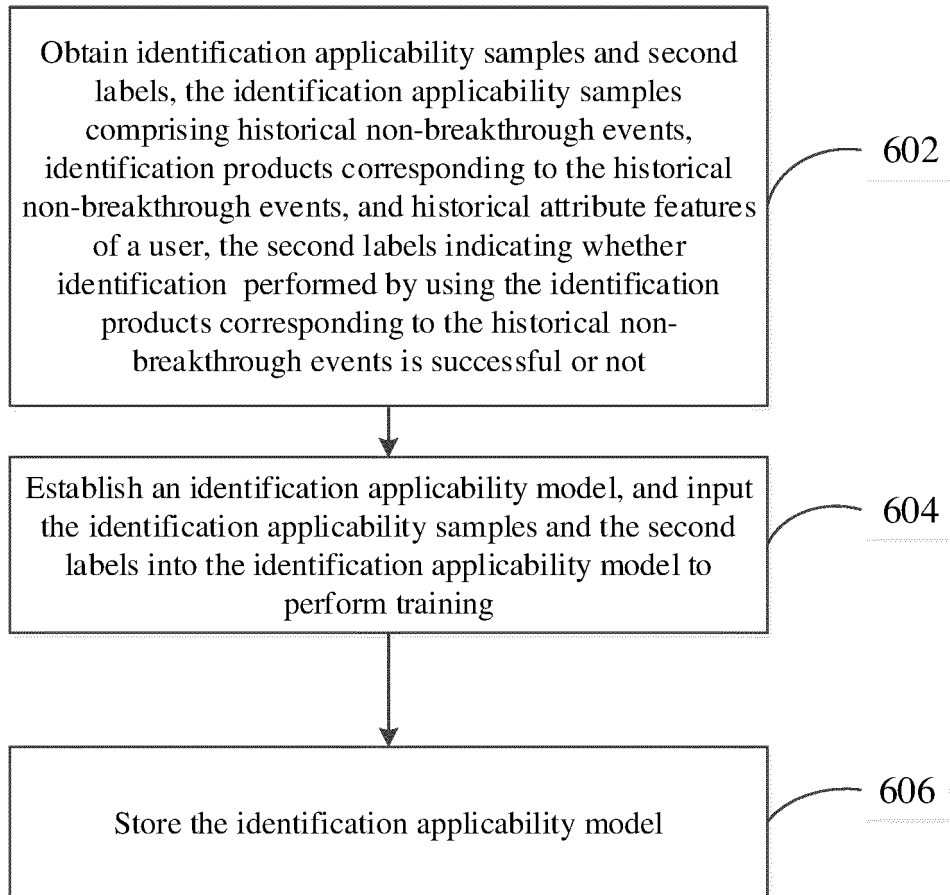 Obtain identification applicability samples and second
labels, the identification applicability samples
comprising historical non-breakthrough events,
identification products corresponding to the historical
non-breakthrough events, and historical attribute features
of a user, the second labels indicating whether
identification performed by using the identification
products corresponding to the historical non-
breakthrough events is successful or not
602
Establish an identification applicability model, and input
the identification applicability samples and the second
labels into the identification applicability model to
perform training
604
Store the identification applicability model
606